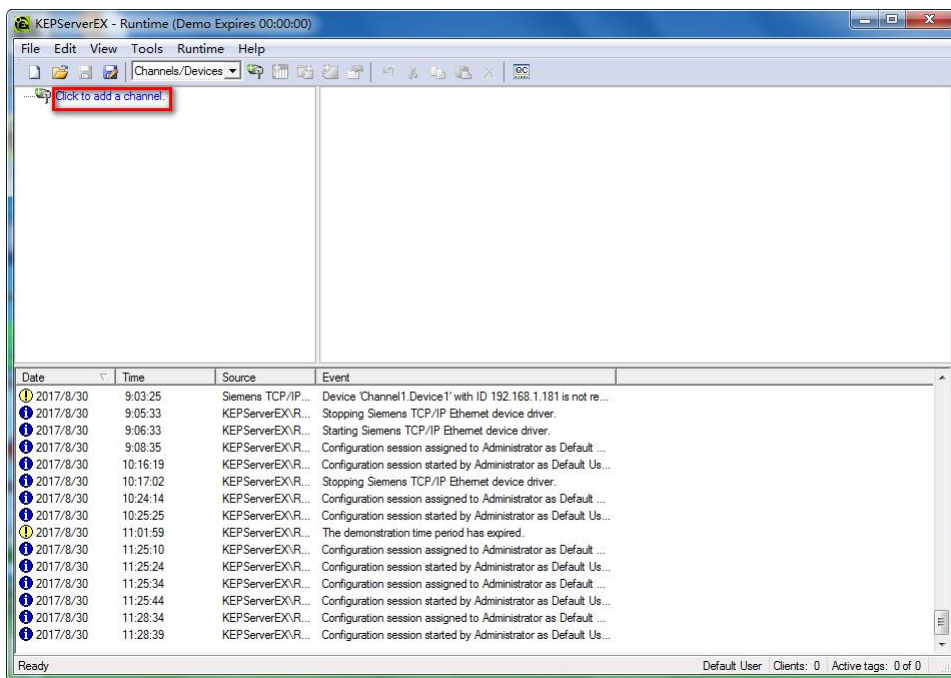 KEPServerEX - Runtime (Demo Expires 00:00:00)
File Edit View Tools Runtime Help
Channels/Devices
Click to add a channel.
Date Time Source Event
2017/8/30 9:03:25 Siemens TCP/IP... Device 'Channel1.Device1' with ID 192.168.1.181 is not re...
2017/8/30 9:05:33 KEPServerEX\R... Stopping Siemens TCP/IP Ethernet device driver.
2017/8/30 9:06:33 KEPServerEX\R... Starting Siemens TCP/IP Ethernet device driver.
2017/8/30 9:08:35 KEPServerEX\R... Configuration session assigned to Administrator as Default ...
2017/8/30 10:16:19 KEPServerEX\R... Configuration session started by Administrator as Default Us...
2017/8/30 10:17:02 KEPServerEX\R... Stopping Siemens TCP/IP Ethernet device driver.
2017/8/30 10:24:14 KEPServerEX\R... Configuration session assigned to Administrator as Default ...
2017/8/30 10:25:25 KEPServerEX\R... Configuration session started by Administrator as Default Us...
2017/8/30 11:01:59 KEPServerEX\R... The demonstration time period has expired.
2017/8/30 11:25:10 KEPServerEX\R... Configuration session assigned to Administrator as Default ...
2017/8/30 11:25:24 KEPServerEX\R... Configuration session started by Administrator as Default Us...
2017/8/30 11:25:34 KEPServerEX\R... Configuration session assigned to Administrator as Default ...
2017/8/30 11:25:44 KEPServerEX\R... Configuration session started by Administrator as Default Us...
2017/8/30 11:28:34 KEPServerEX\R... Configuration session assigned to Administrator as Default ...
2017/8/30 11:28:39 KEPServerEX\R... Configuration session started by Administrator as Default Us...
Ready Default User Clients: 0 Active tags: 0 of 0